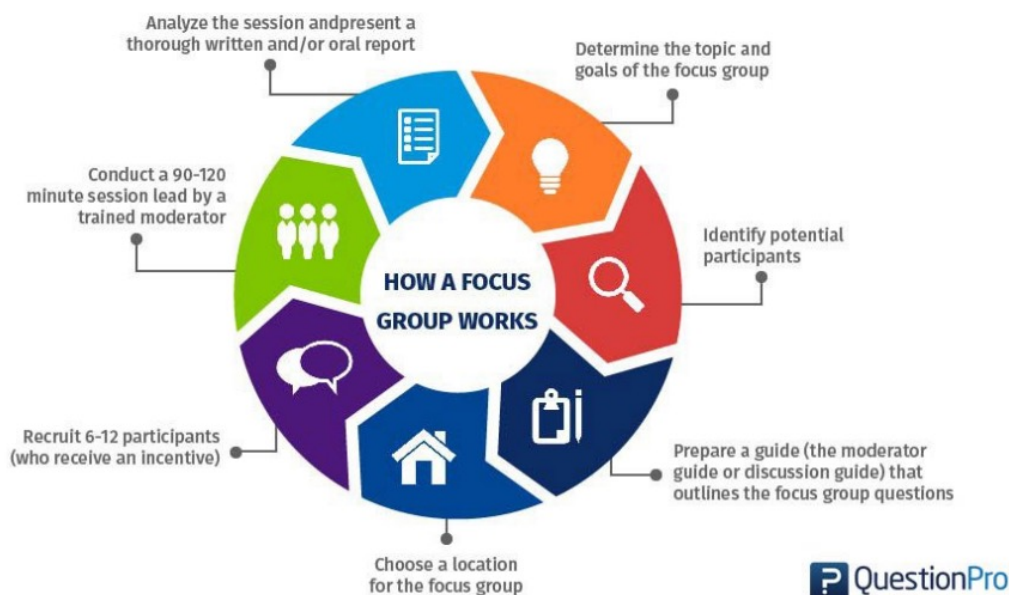 Analyze the session andpresent a
thorough written and/or oral report
Determine the topic and
goals of the focus group
Conduct a 90-120
minute session lead by a
trained moderator
Identify potential
participants
HOW A FOCUS
GROUP WORKS
Recruit 6-12 participants
(who receive an incentive)
Prepare a guide (the moderator
guide or discussion guide) that
outlines the focus group questions
Choose a location
for the focus group
? QuestionPro